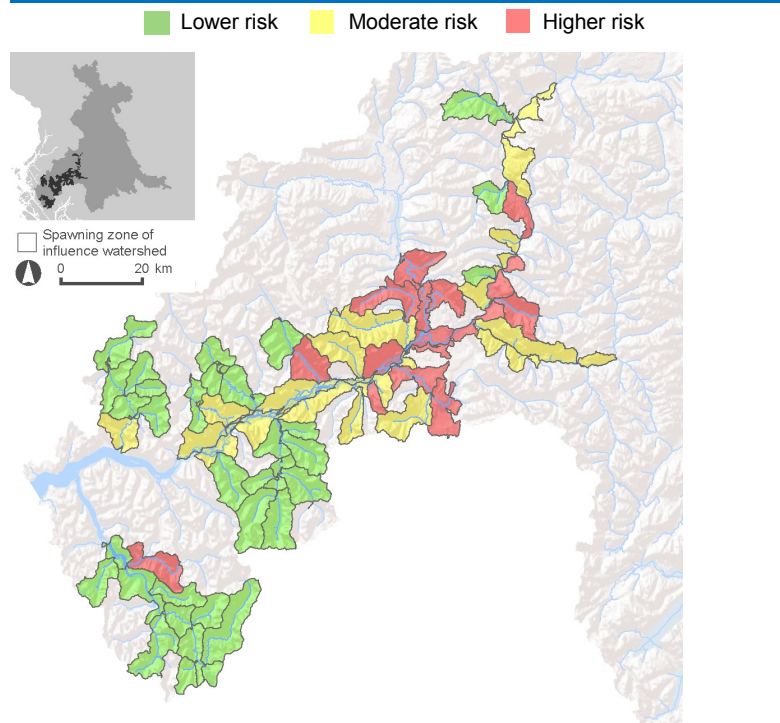 Lower risk Moderate risk Higher risk
Spawning zone of
influence watershed
0 20 km